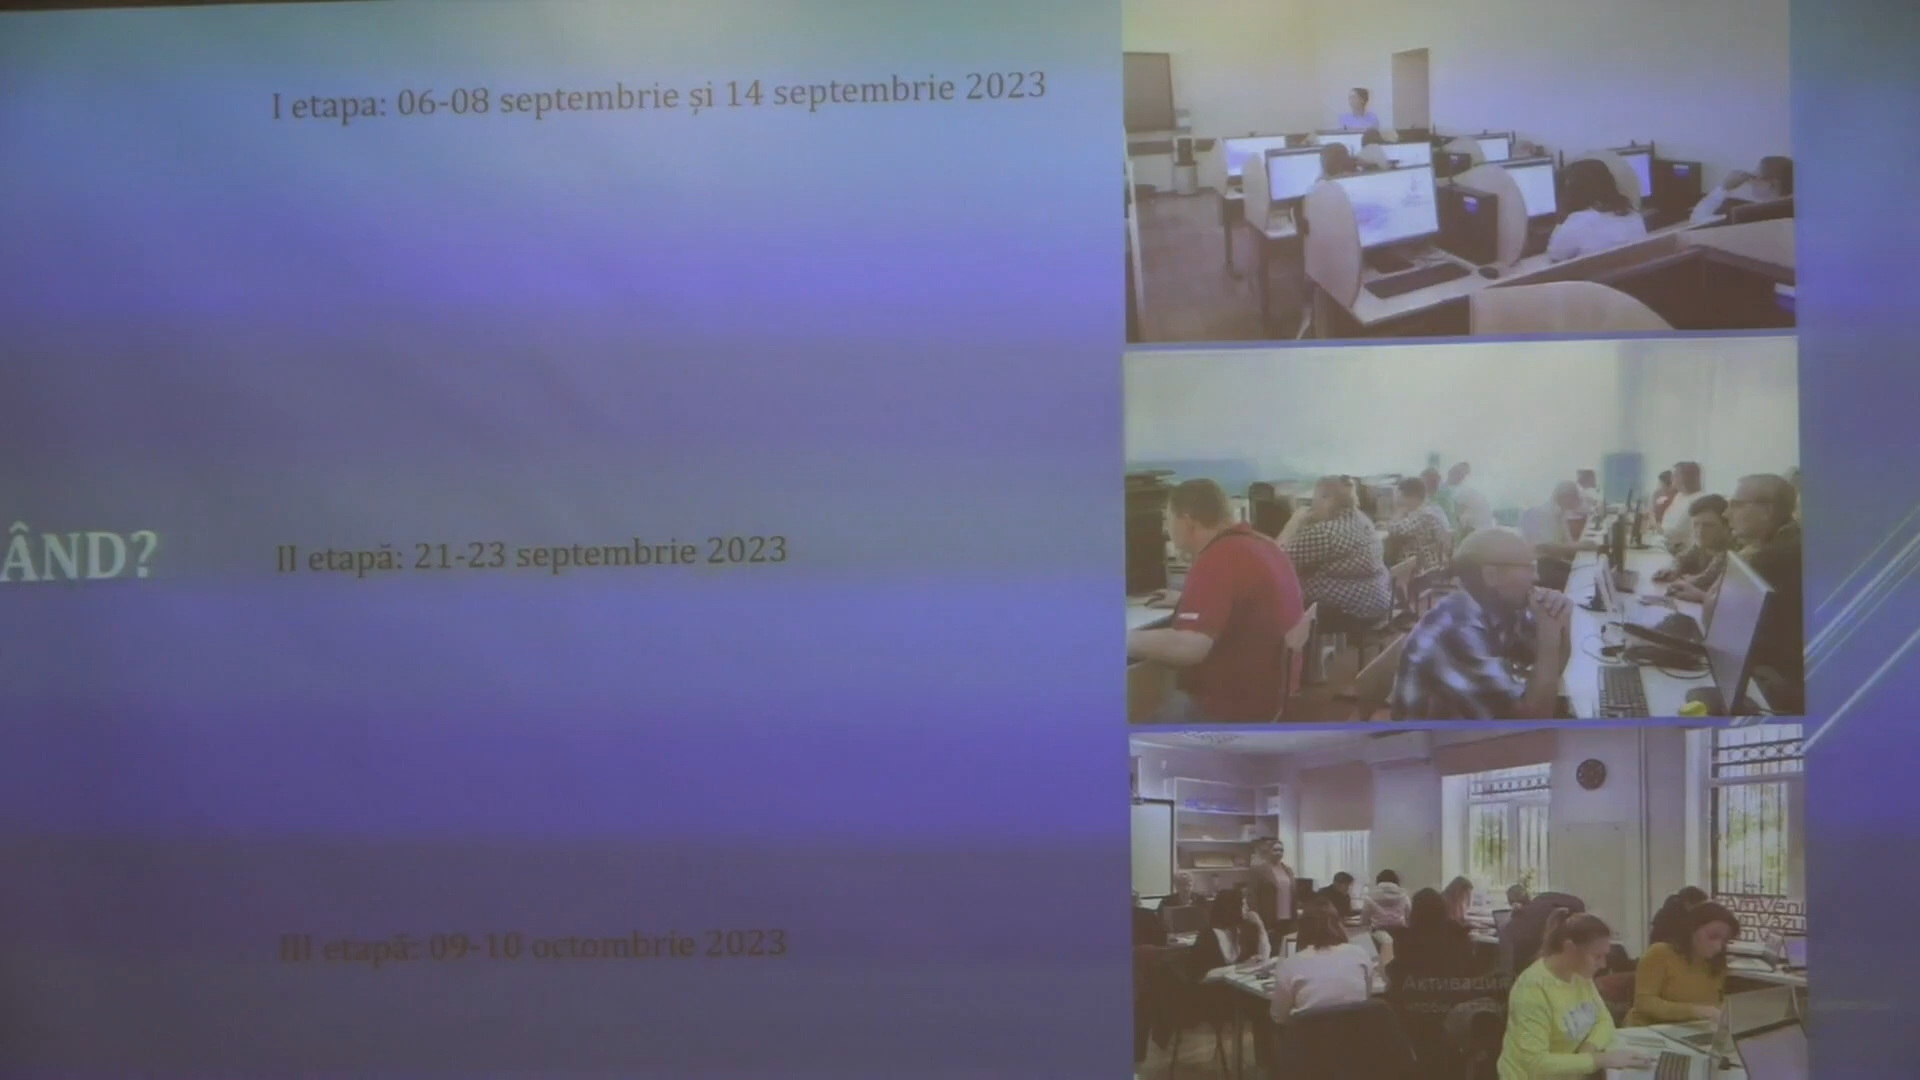 I etapa: 06-08 septembrie și 14 septembrie 2023
ÂND?
II etapă: 21-23 septembrie 2023
III etapă: 09-10 octombrie 2023
Активация